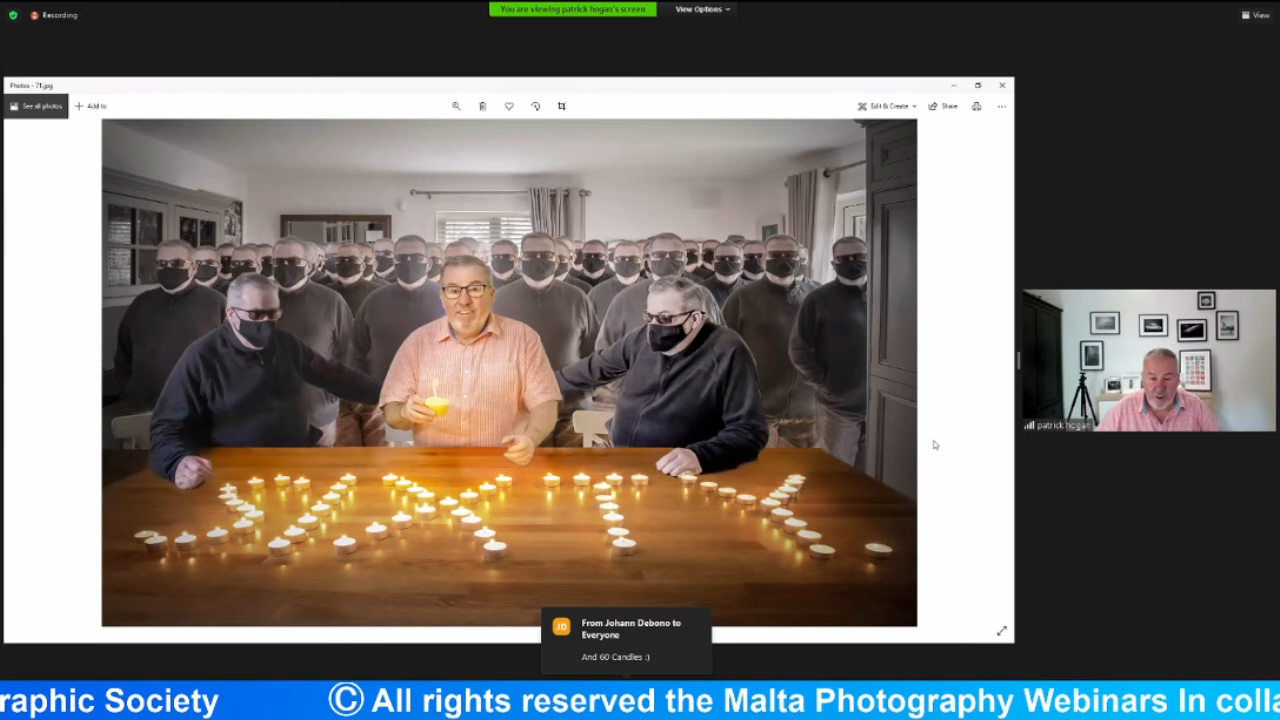 Recording
You are viewing patrick hogan's screen
View Options
View
Photos - 71.jpg
See all photos
Add to
Edit & Create
Share
SIXTY
patrick hogan
JD
From Johann Debono to
Everyone
And 60 Candles :)
raphic Society
© All rights reserved the Malta Photography Webinars In colla